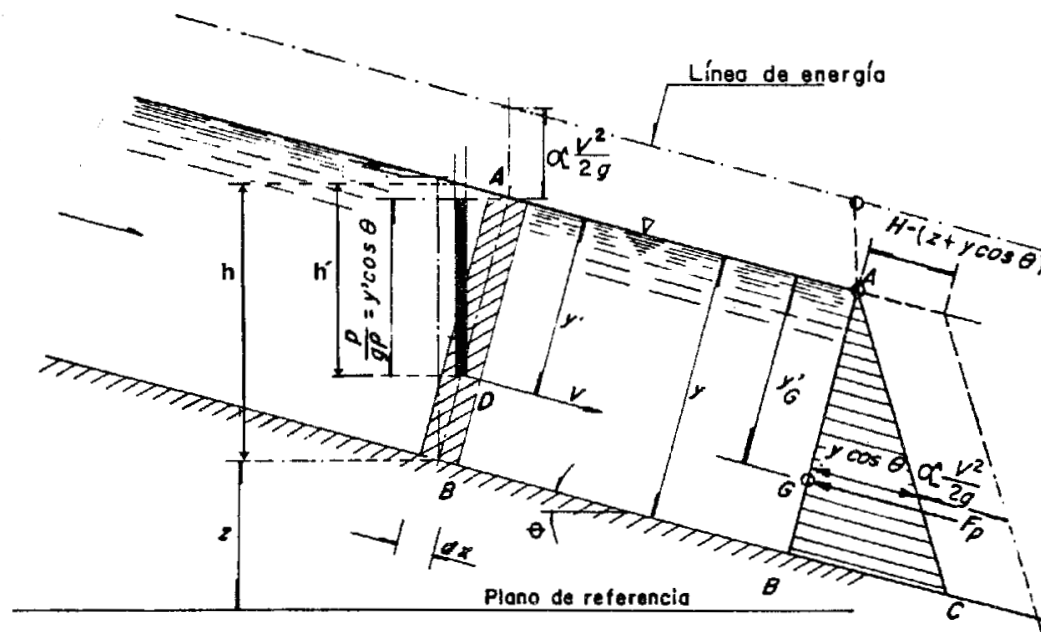 Línea de energía
α V²/2g
A
H-(z+y cos θ)
A
h
h'
p/gρ = y' cos θ
y'
y
y'G
D
V
y cos θ
α V²/2g
G
Fp
B
θ
z
dx
B
C
Plano de referencia